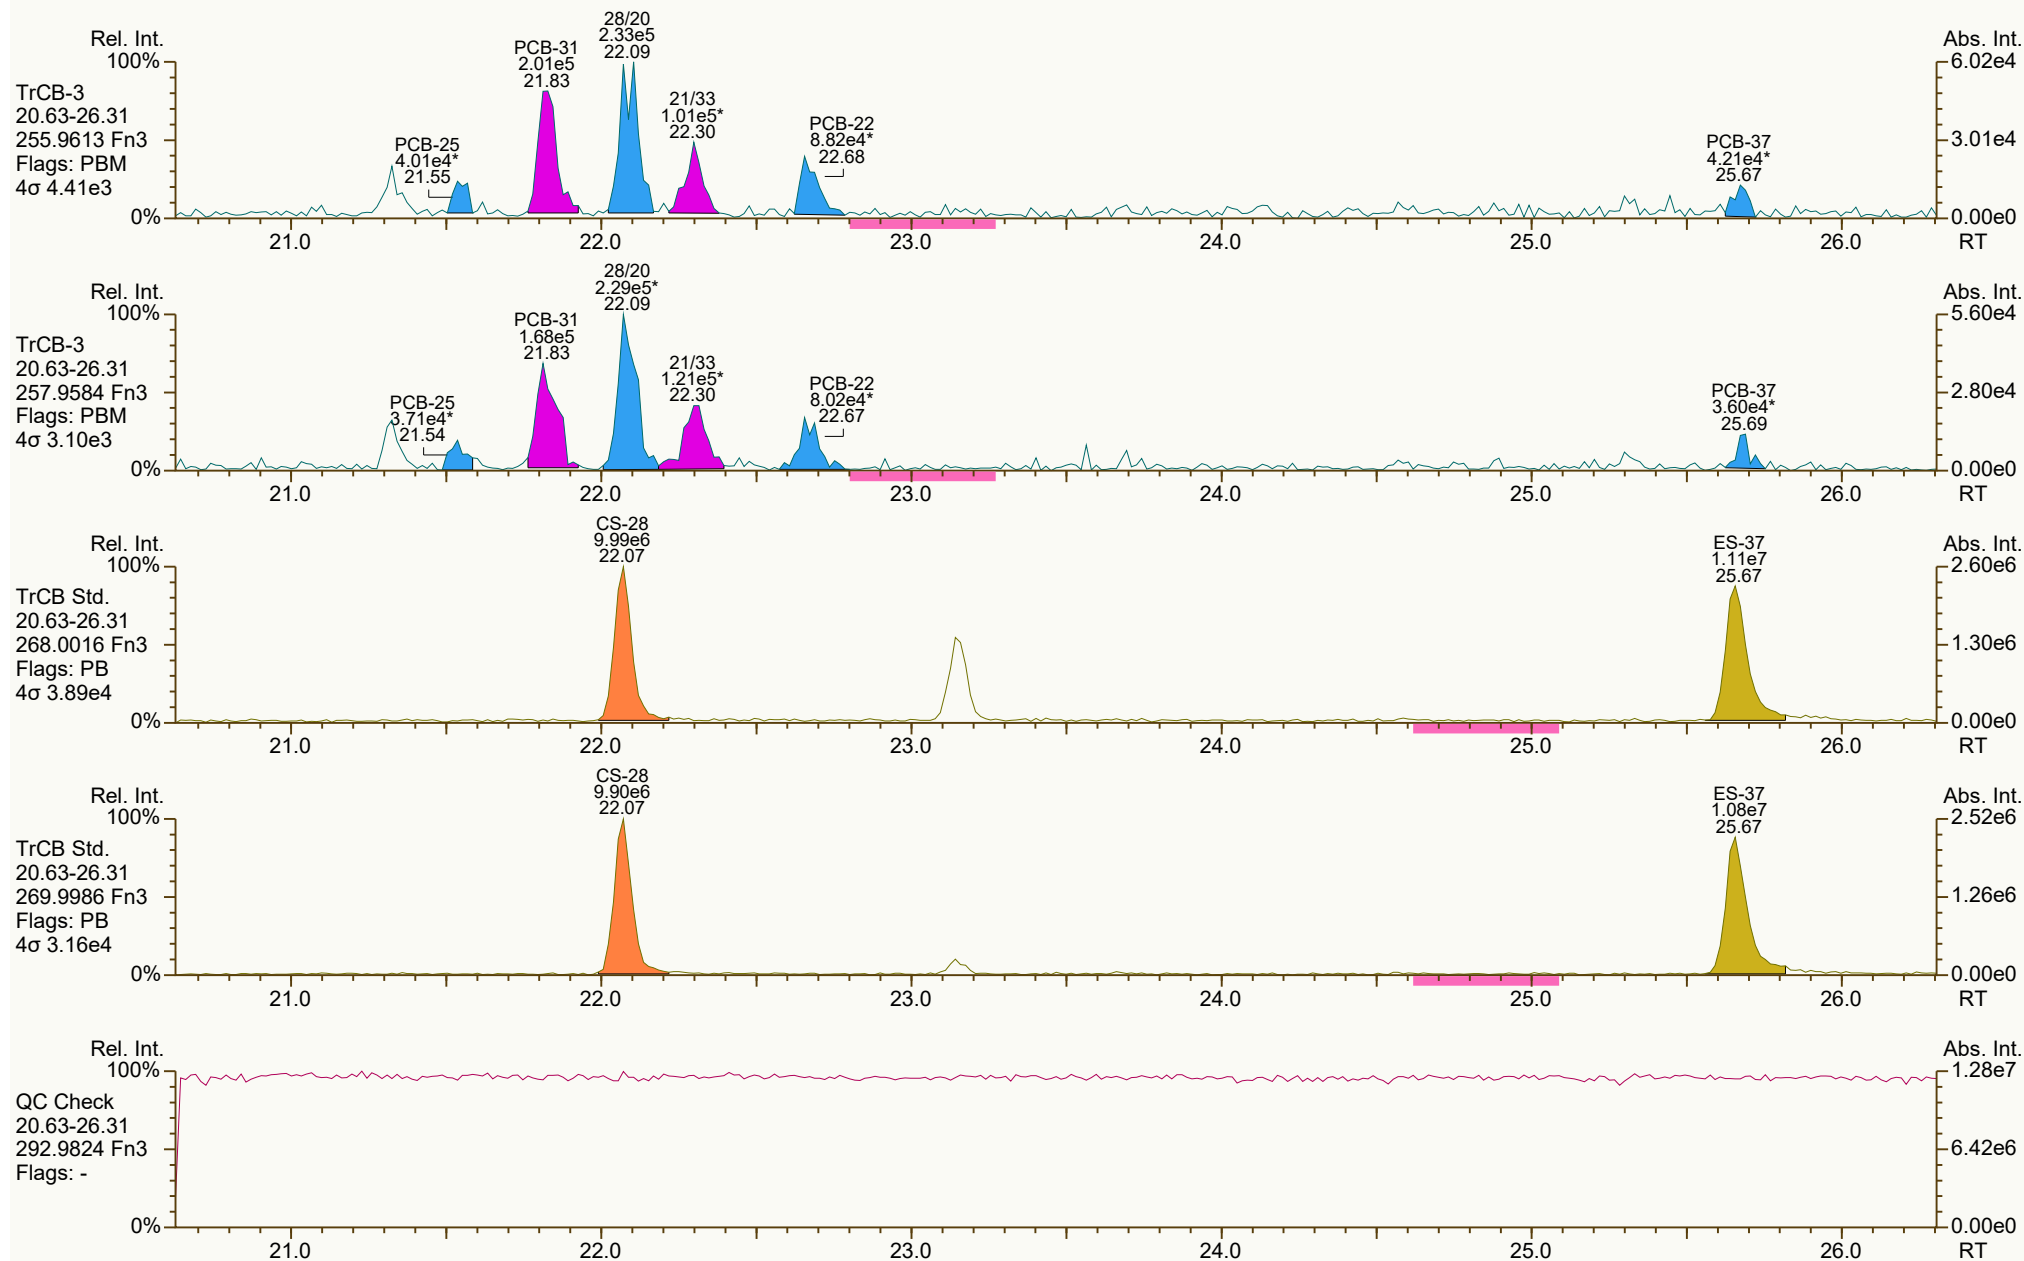 Rel. Int.
100%
0%
TrCB-3
20.63-26.31
255.9613 Fn3
Flags: PBM
4σ 4.41e3
PCB-25
4.01e4*
21.55
PCB-31
2.01e5
21.83
28/20
2.33e5
22.09
21/33
1.01e5*
22.30
PCB-22
8.82e4*
22.68
PCB-37
4.21e4*
25.67
Abs. Int.
6.02e4
3.01e4
0.00e0
21.0 22.0 23.0 24.0 25.0 26.0 RT
Rel. Int.
100%
0%
TrCB-3
20.63-26.31
257.9584 Fn3
Flags: PBM
4σ 3.10e3
PCB-25
3.71e4*
21.54
PCB-31
1.68e5
21.83
28/20
2.29e5*
22.09
21/33
1.21e5*
22.30
PCB-22
8.02e4*
22.67
PCB-37
3.60e4*
25.69
Abs. Int.
5.60e4
2.80e4
0.00e0
21.0 22.0 23.0 24.0 25.0 26.0 RT
Rel. Int.
100%
0%
TrCB Std.
20.63-26.31
268.0016 Fn3
Flags: PB
4σ 3.89e4
CS-28
9.99e6
22.07
ES-37
1.11e7
25.67
Abs. Int.
2.60e6
1.30e6
0.00e0
21.0 22.0 23.0 24.0 25.0 26.0 RT
Rel. Int.
100%
0%
TrCB Std.
20.63-26.31
269.9986 Fn3
Flags: PB
4σ 3.16e4
CS-28
9.90e6
22.07
ES-37
1.08e7
25.67
Abs. Int.
2.52e6
1.26e6
0.00e0
21.0 22.0 23.0 24.0 25.0 26.0 RT
Rel. Int.
100%
0%
QC Check
20.63-26.31
292.9824 Fn3
Flags: -
Abs. Int.
1.28e7
6.42e6
0.00e0
21.0 22.0 23.0 24.0 25.0 26.0 RT